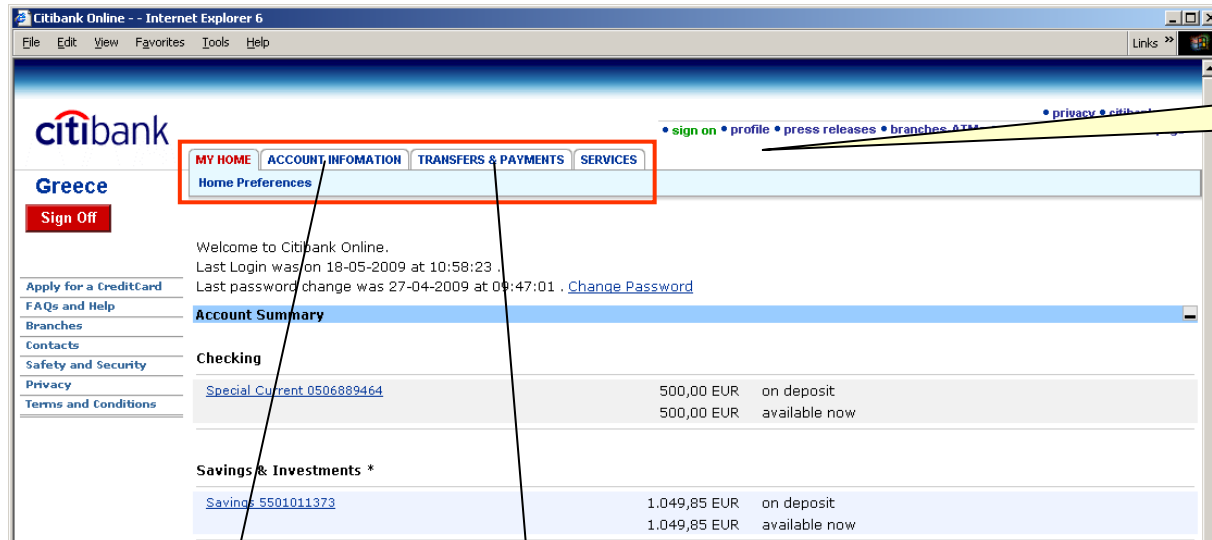 Citibank Online - - Internet Explorer 6
File Edit View Favorites Tools Help Links »
citibank
• privacy •
• sign on • profile • press releases • branches
MY HOME ACCOUNT INFOMATION TRANSFERS & PAYMENTS SERVICES
Home Preferences
Greece
Sign Off
Welcome to Citibank Online.
Last Login was on 18-05-2009 at 10:58:23 .
Last password change was 27-04-2009 at 09:47:01 . Change Password
Apply for a CreditCard
FAQs and Help
Branches
Contacts
Safety and Security
Privacy
Terms and Conditions
Account Summary
Checking
Special Current 0506889464 500,00 EUR on deposit
500,00 EUR available now
Savings & Investments *
Savings 5501011373 1.049,85 EUR on deposit
1.049,85 EUR available now